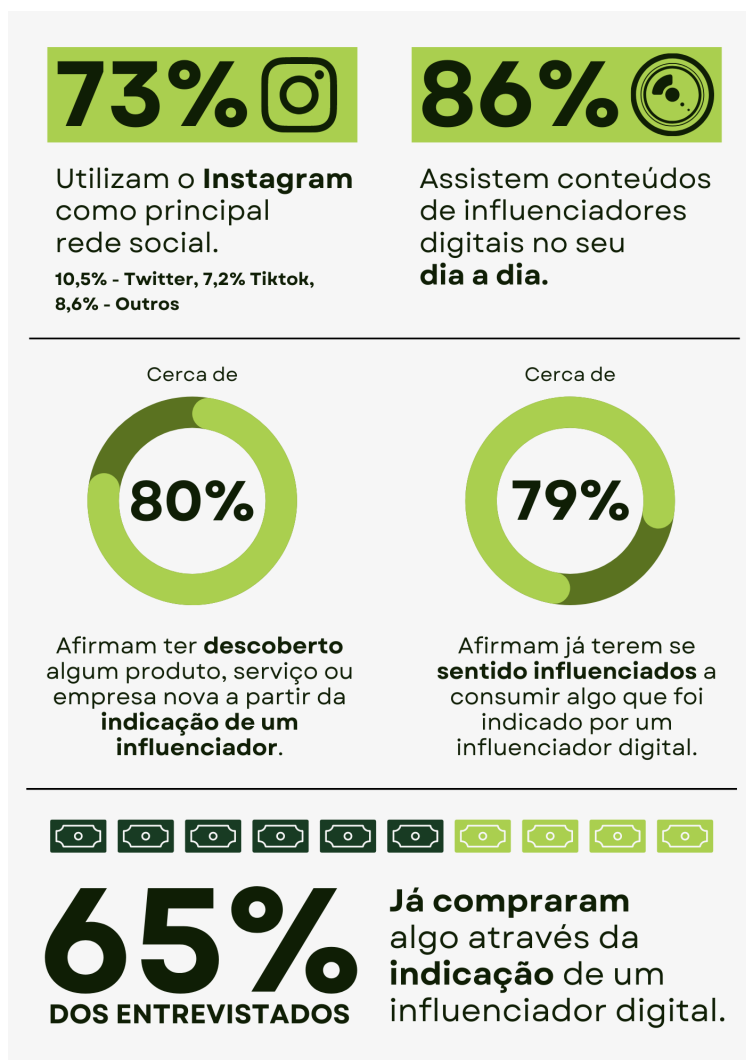 73%
Utilizam o Instagram
como principal
rede social.
10,5% - Twitter, 7,2% Tiktok,
8,6% - Outros
86%
Assistem conteúdos
de influenciadores
digitais no seu
dia a dia.
Cerca de
80%
Afirmam ter descoberto
algum produto, serviço ou
empresa nova a partir da
indicação de um
influenciador.
Cerca de
79%
Afirmam já terem se
sentido influenciados a
consumir algo que foi
indicado por um
influenciador digital.
65%
DOS ENTREVISTADOS
Já compraram
algo através da
indicação de um
influenciador digital.